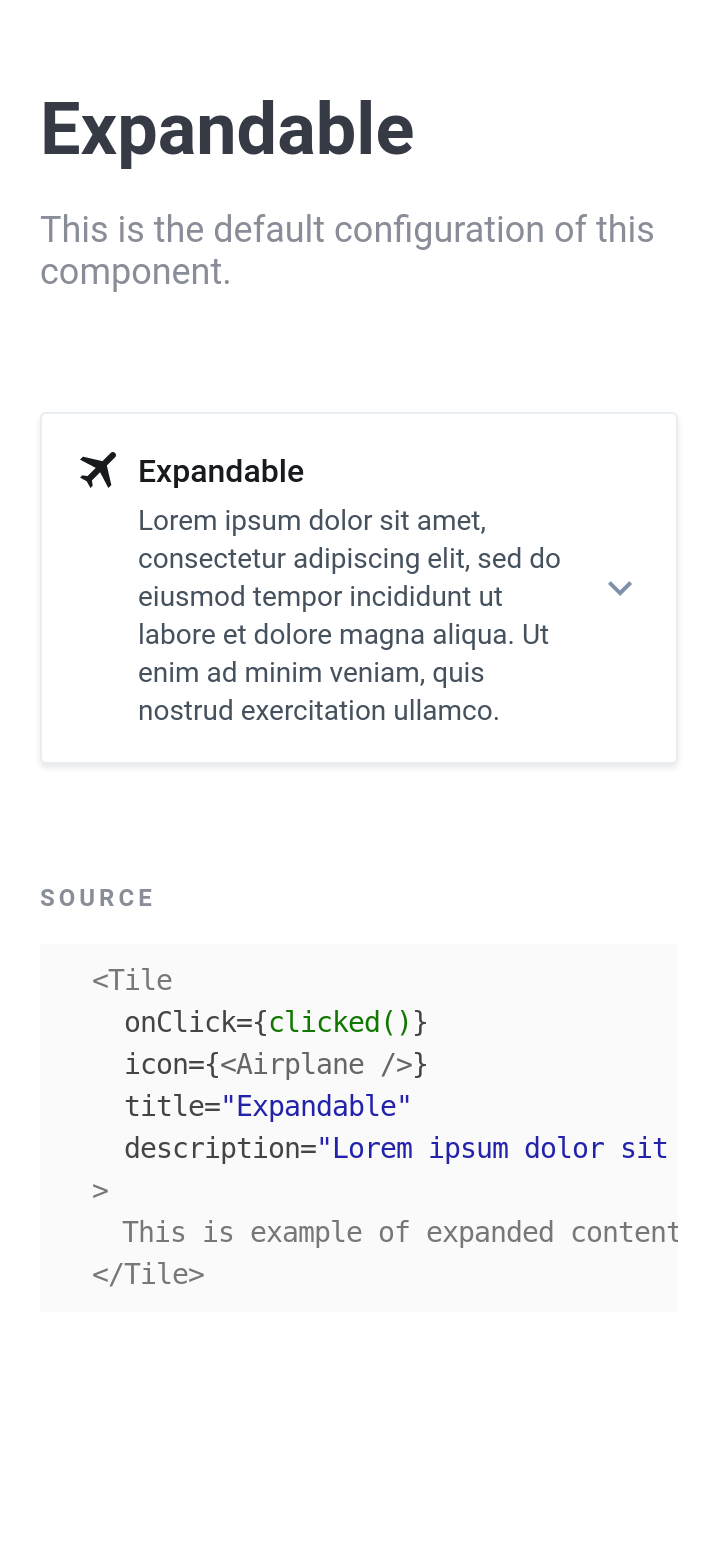 Expandable
This is the default configuration of this
component.
Expandable
Lorem ipsum dolor sit amet,
consectetur adipiscing elit, sed do
eiusmod tempor incididunt ut
labore et dolore magna aliqua. Ut
enim ad minim veniam, quis
nostrud exercitation ullamco.
SOURCE
<Tile
  onClick={clicked()}
  icon={<Airplane />}
  title="Expandable"
  description="Lorem ipsum dolor sit
>
  This is example of expanded content
</Tile>